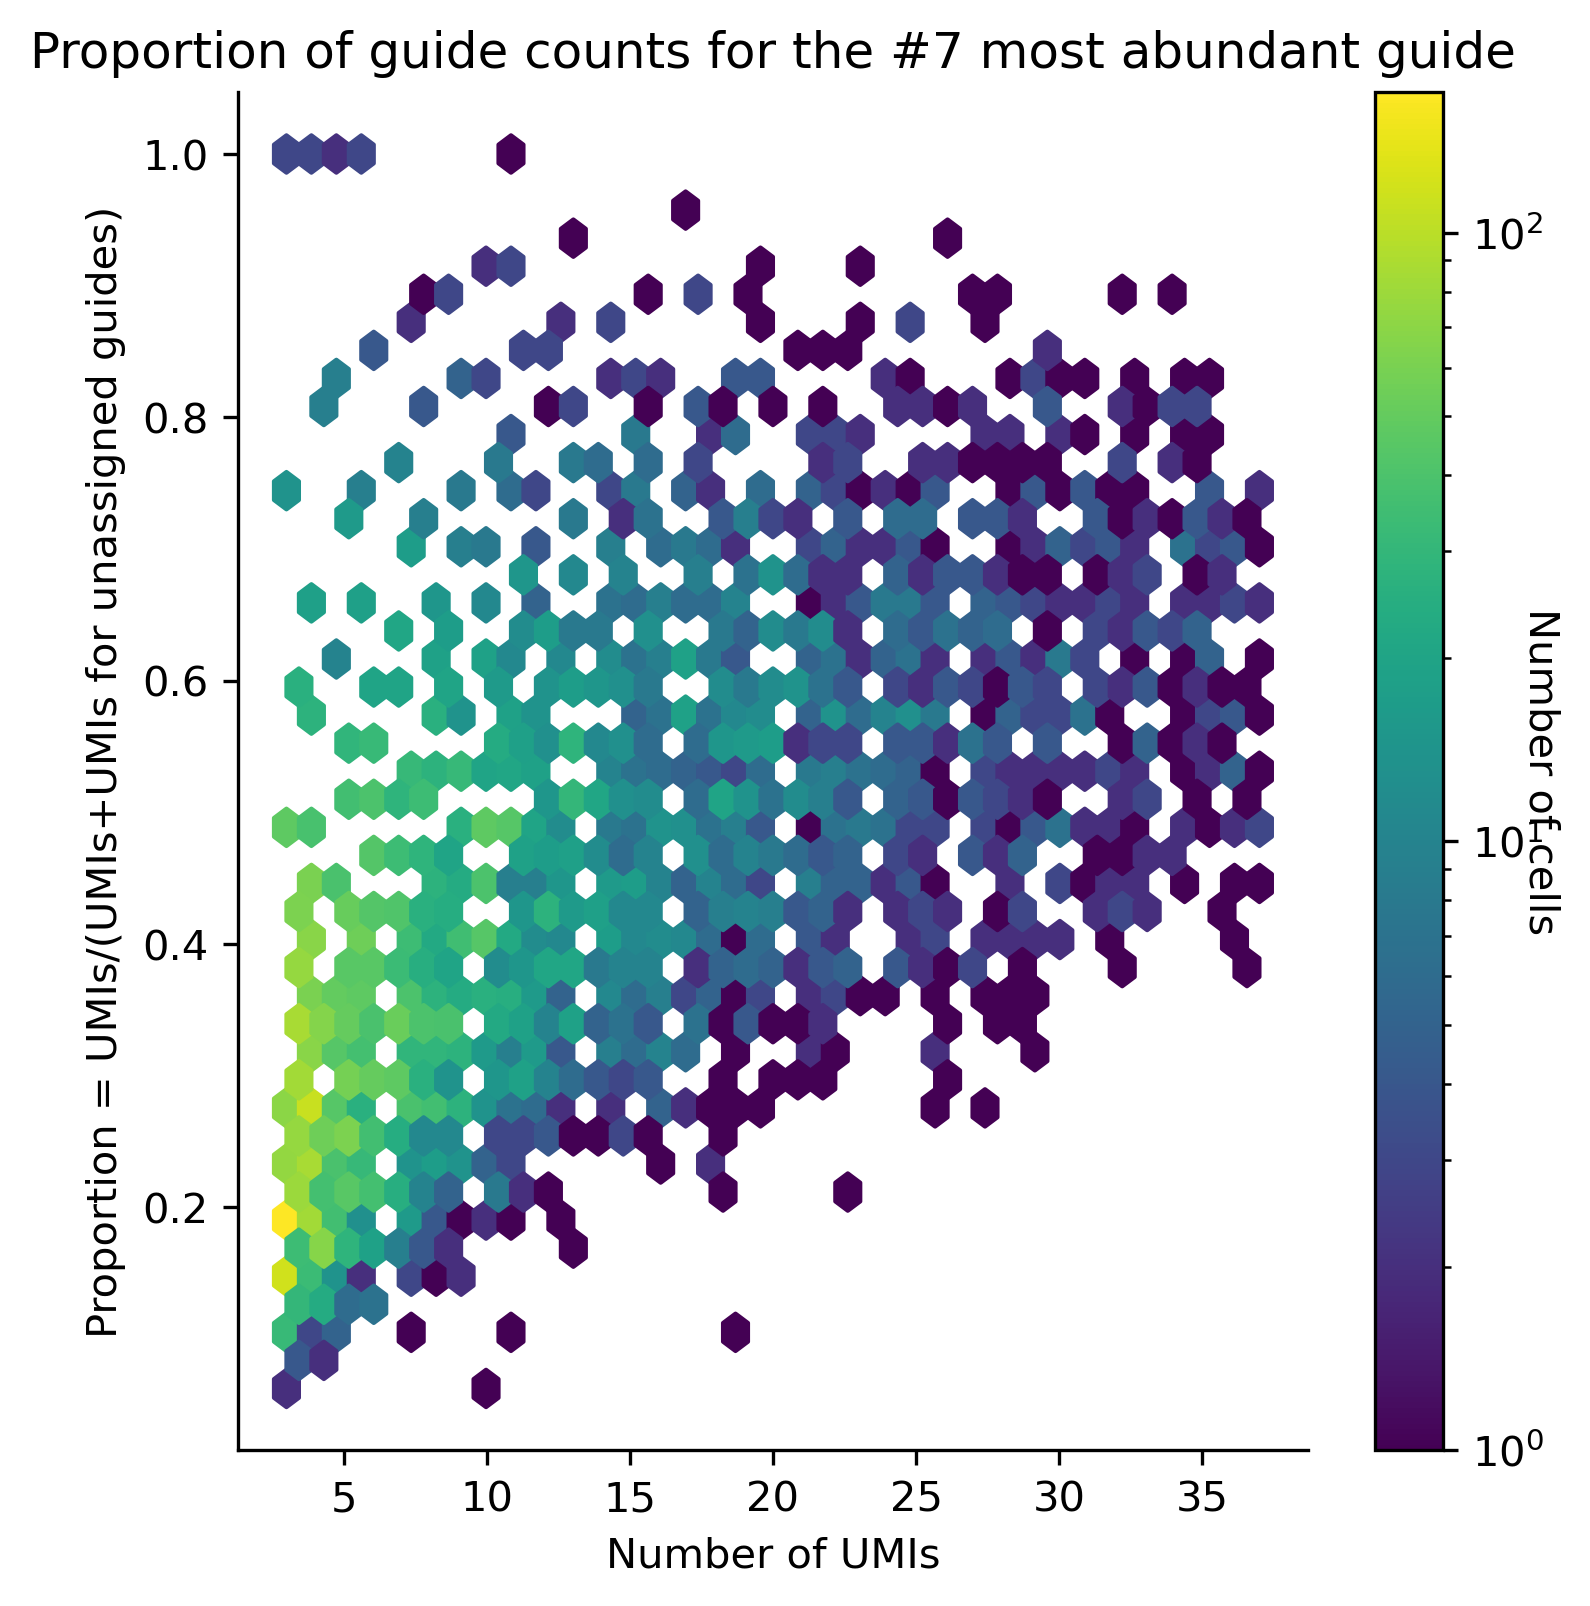 Proportion of guide counts for the #7 most abundant guide
Proportion = UMIs/(UMIs+UMIs for unassigned guides)
1.0
0.8
0.6
0.4
0.2
5 10 15 20 25 30 35
Number of UMIs
10²
10¹
10⁰
Number of cells